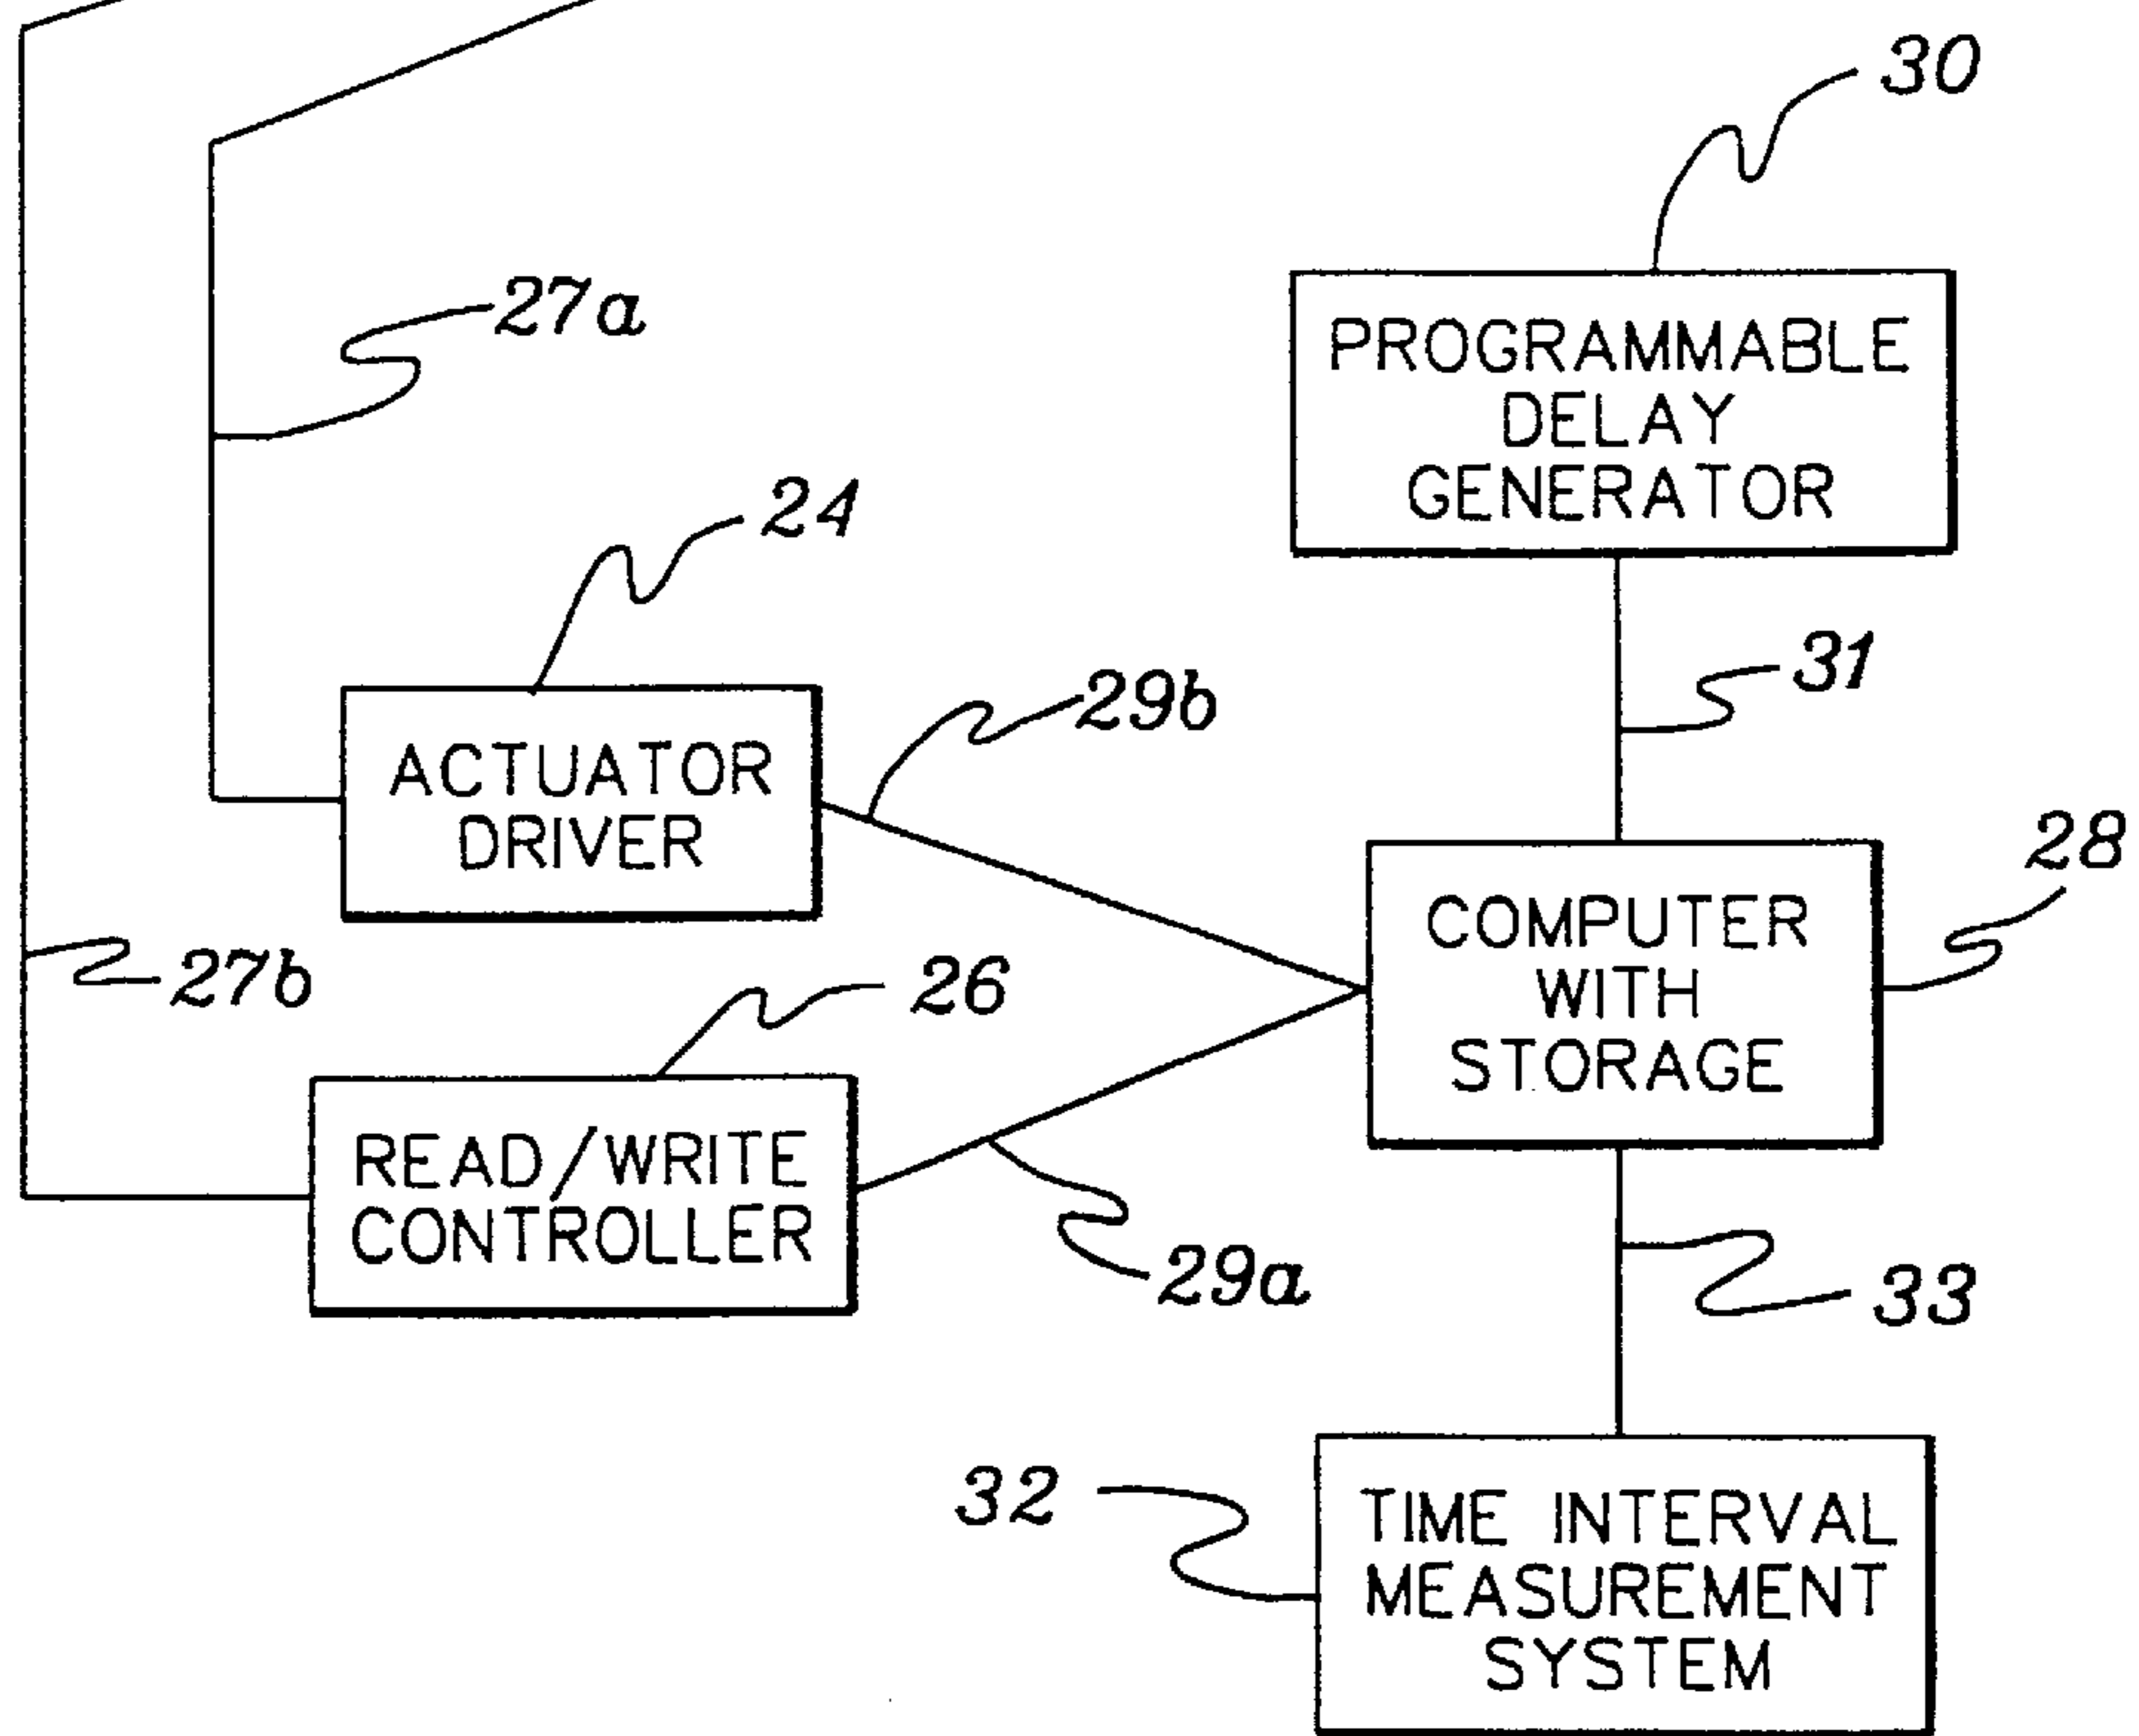 30
27a
PROGRAMMABLE
DELAY
GENERATOR
24
31
29b
ACTUATOR
DRIVER
28
COMPUTER
WITH
STORAGE
27b
26
READ/WRITE
CONTROLLER
29a
33
32
TIME INTERVAL
MEASUREMENT
SYSTEM